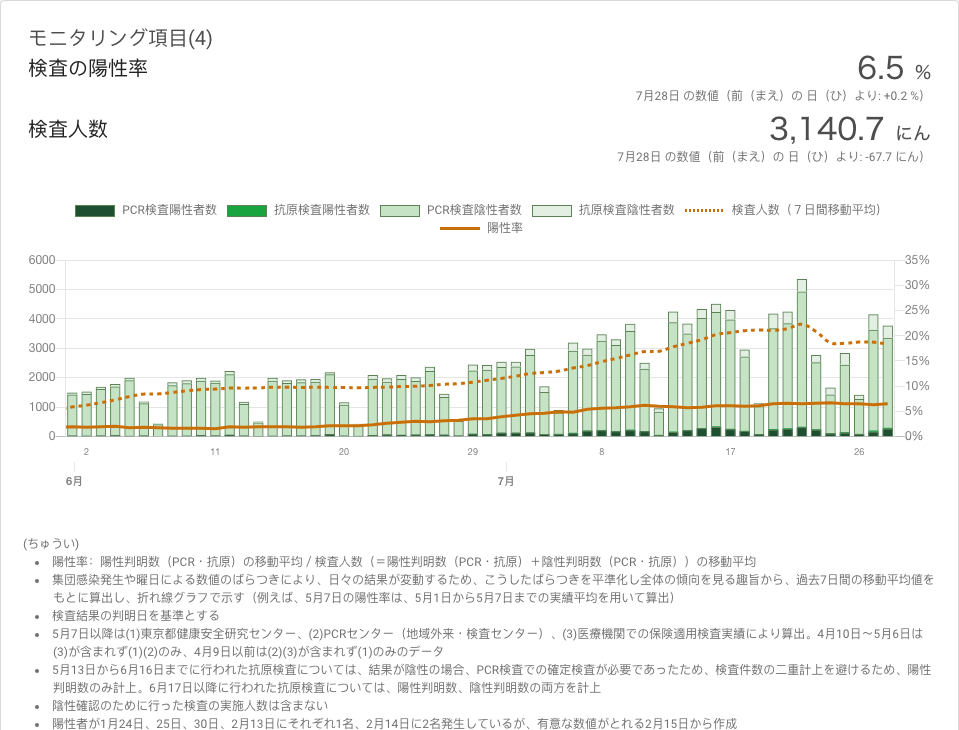 モニタリング項目(4)
検査の陽性率
6.5 %
7月28日 の数値（前（まえ）の 日（ひ）より: +0.2 %）
検査人数
3,140.7 にん
7月28日 の数値（前（まえ）の 日（ひ）より: -67.7 にん）
PCR検査陽性者数 抗原検査陽性者数 PCR検査陰性者数 抗原検査陰性者数 検査人数（７日間移動平均）
陽性率
6000 35%
5000 30%
4000 25%
3000 20%
2000 15%
1000 10%
0 5%
0%
2 11 20 29 8 17 26
6月 7月
(ちゅうい)
• 陽性率：陽性判明数（PCR・抗原）の移動平均 / 検査人数（＝陽性判明数（PCR・抗原）＋陰性判明数（PCR・抗原））の移動平均
• 集団感染発生や曜日による数値のばらつきにより、日々の結果が変動するため、こうしたばらつきを平準化し全体の傾向を見る趣旨から、過去7日間の移動平均値を
もとに算出し、折れ線グラフで示す（例えば、5月7日の陽性率は、5月1日から5月7日までの実績平均を用いて算出）
• 検査結果の判明日を基準とする
• 5月7日以降は(1)東京都健康安全研究センター、(2)PCRセンター（地域外来・検査センター）、(3)医療機関での保険適用検査実績により算出。4月10日～5月6日は
(3)が含まれず(1)(2)のみ、4月9日以前は(2)(3)が含まれず(1)のみのデータ
• 5月13日から6月16日までに行われた抗原検査については、結果が陰性の場合、PCR検査での確定検査が必要であったため、検査件数の二重計上を避けるため、陽性
判明数のみ計上。6月17日以降に行われた抗原検査については、陽性判明数、陰性判明数の両方を計上
• 陰性確認のために行った検査の実施人数は含まない
• 陽性者が1月24日、25日、30日、2月13日にそれぞれ1名、2月14日に2名発生しているが、有意な数値がとれる2月15日から作成